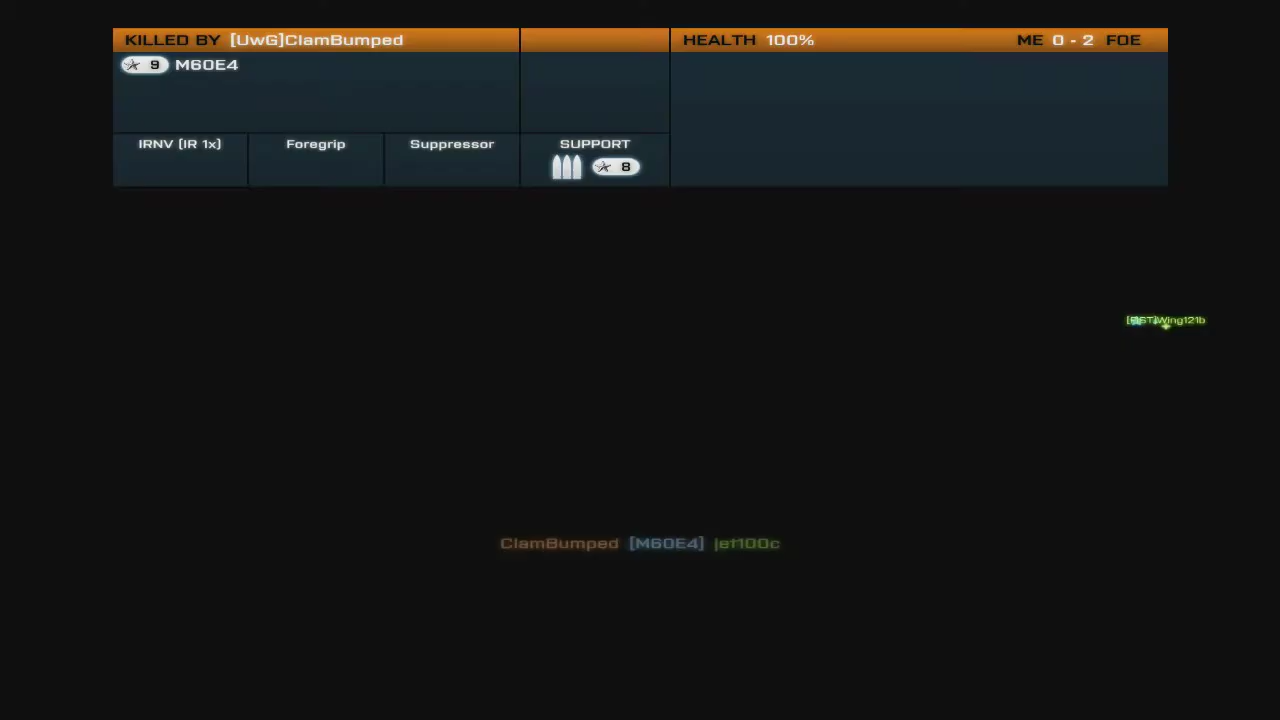 KILLED BY [UwG]ClamBumped
HEALTH 100% ME 0 - 2 FOE
9 M60E4
IRNV (IR 1x) Foregrip Suppressor SUPPORT
8
ClamBumped [M60E4] jet100c